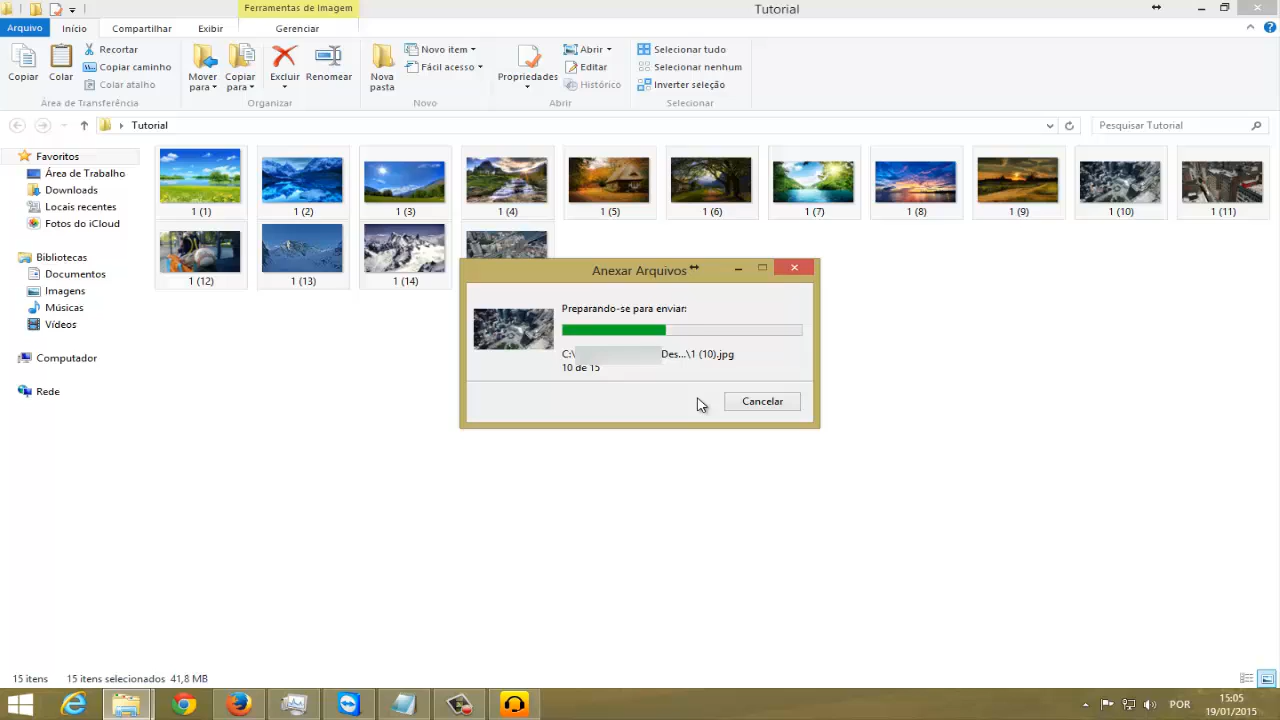 Ferramentas de Imagem
Tutorial
Arquivo
Início
Compartilhar
Exibir
Gerenciar
Copiar
Colar
Recortar
Copiar caminho
Colar atalho
Área de Transferência
Mover para
Copiar para
Excluir
Renomear
Organizar
Nova pasta
Novo item
Fácil acesso
Novo
Propriedades
Abrir
Editar
Histórico
Abrir
Selecionar tudo
Selecionar nenhum
Inverter seleção
Selecionar
Tutorial
Pesquisar Tutorial
Favoritos
Área de Trabalho
Downloads
Locais recentes
Fotos do iCloud
Bibliotecas
Documentos
Imagens
Músicas
Vídeos
Computador
Rede
1 (1)
1 (2)
1 (3)
1 (4)
1 (5)
1 (6)
1 (7)
1 (8)
1 (9)
1 (10)
1 (11)
1 (12)
1 (13)
1 (14)
Anexar Arquivos
Preparando-se para enviar:
C:\ Des...\1 (10).jpg
10 de 15
Cancelar
15 itens
15 itens selecionados 41,8 MB
POR
15:05
19/01/2015